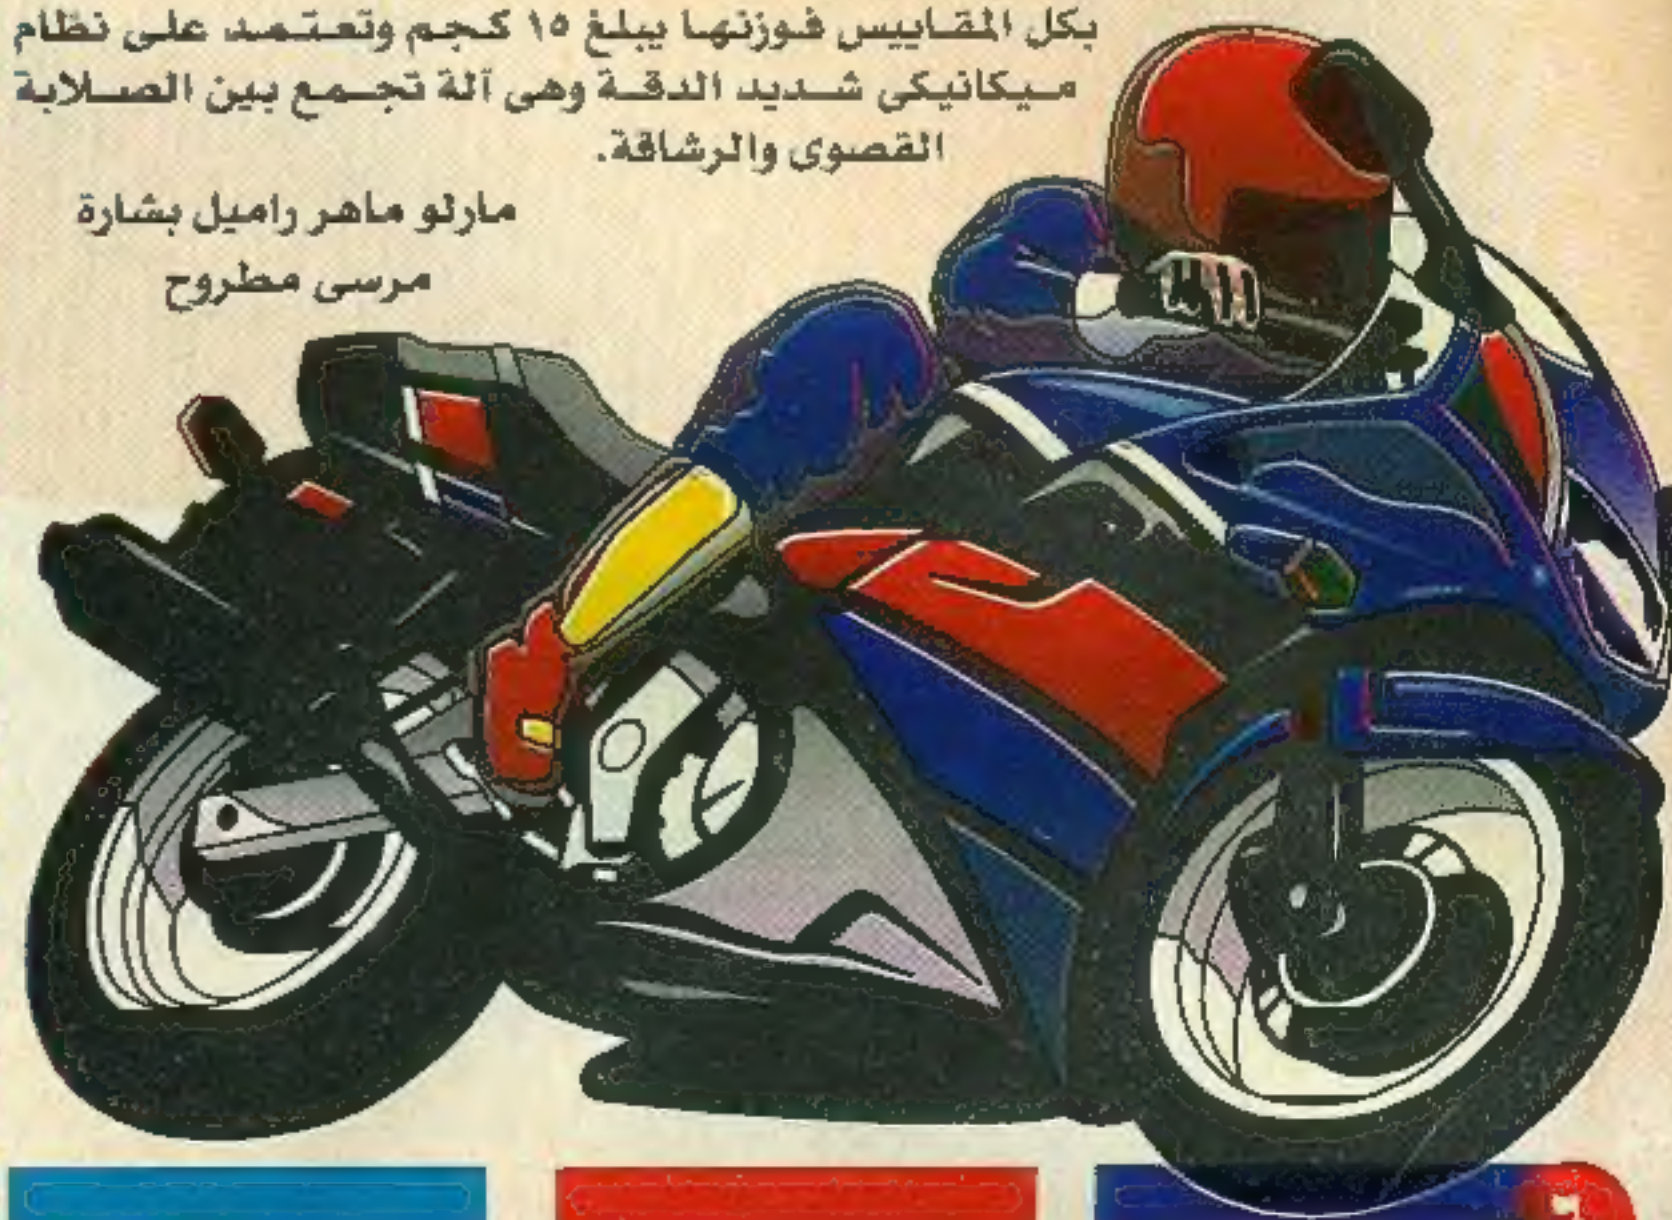 بكل المقاييس فوزنها يبلغ ١٥ كجم وتعتمد على نظام
ميكانيكى شديد الدقة وهى آلة تجمع بين الصلابة
القصوى والرشاقة.
مارلو ماهر راميل بشارة
مرسى مطروح
٦